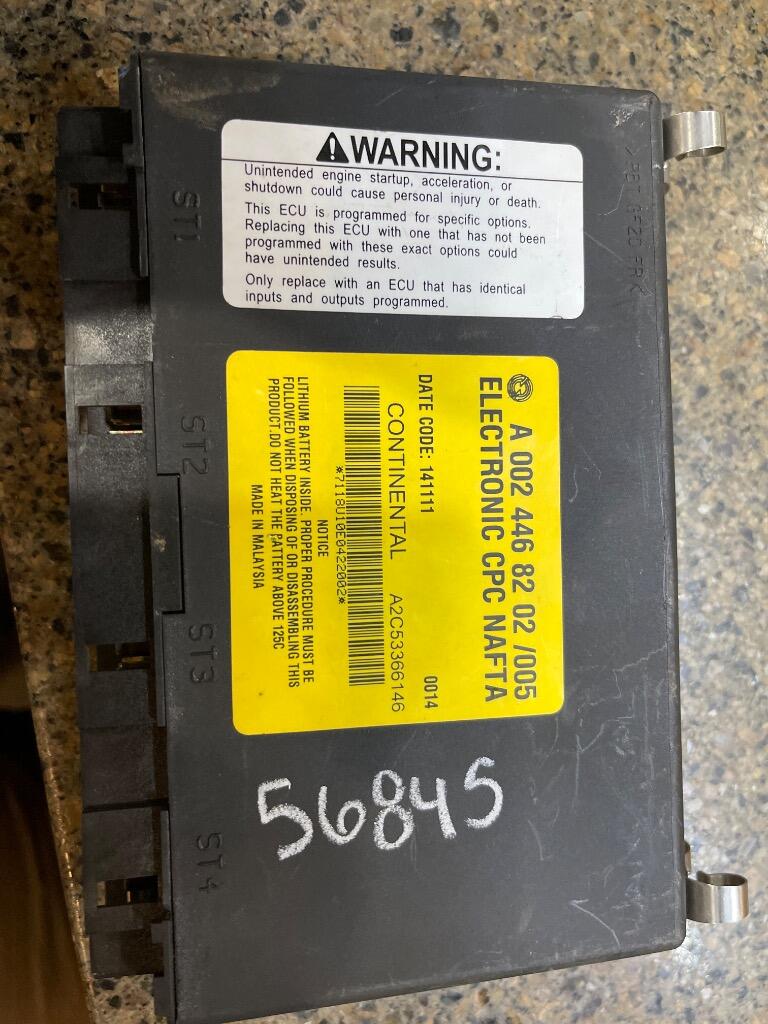 ⚠WARNING:
Unintended engine startup, acceleration, or
shutdown could cause personal injury or death.
This ECU is programmed for specific options.
Replacing this ECU with one that has not been
programmed with these exact options could
have unintended results.
Only replace with an ECU that has identical
inputs and outputs programmed.
A 002 446 82 02 /005
ELECTRONIC CPC NAFTA
DATE CODE: 141111 0014
CONTINENTAL A2C53366146
*7118U10E0422002*
NOTICE
LITHIUM BATTERY INSIDE. PROPER PROCEDURE MUST BE
FOLLOWED WHEN DISPOSING OF OR DISASSEMBLING THIS
PRODUCT.DO NOT HEAT THE BATTERY ABOVE 125C
MADE IN MALAYSIA
ST1
ST2
ST3
ST4
>PBT GF20 FR<
56845